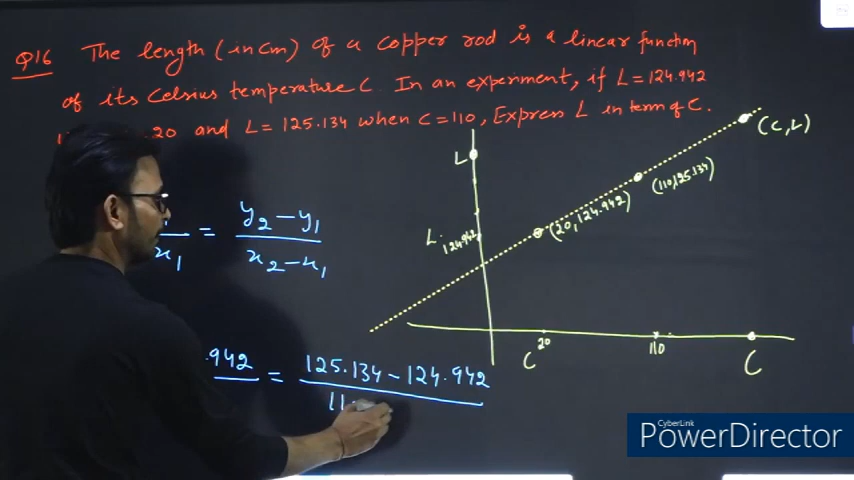 Q16 The length (in cm) of a copper rod is a linear function
of its Celsius temperature C. In an experiment, if L=124.942
20 and L = 125.134 when C=110, Express L in term of C.
L
(C, L)
(110,125.134)
(20, 124.942)
L
124.942
= y2 - y1
x1 x2 - x1
.942 = 125.134 - 124.942
11
C 20 110 C
CyberLink
PowerDirector